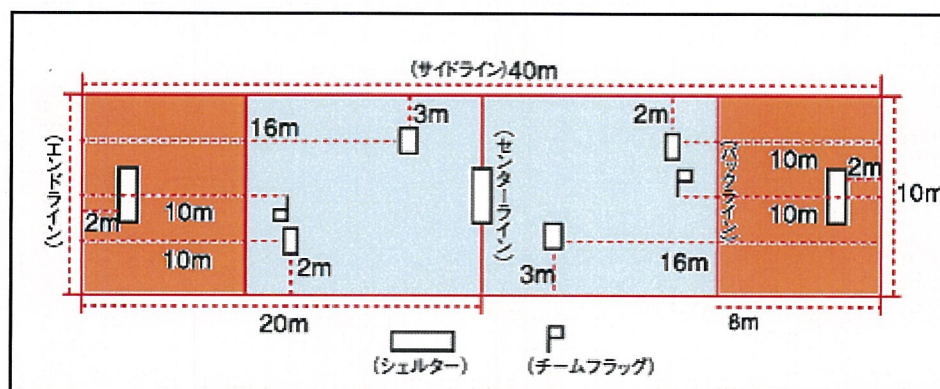 (サイドライン)40m
3m
2m
16m
(エンドライン)
(センターライン)
(バックライン)
10m
2m
10m
10m
2m
10m
10m
2m
3m
16m
20m
8m
(シェルター)
(チームフラッグ)